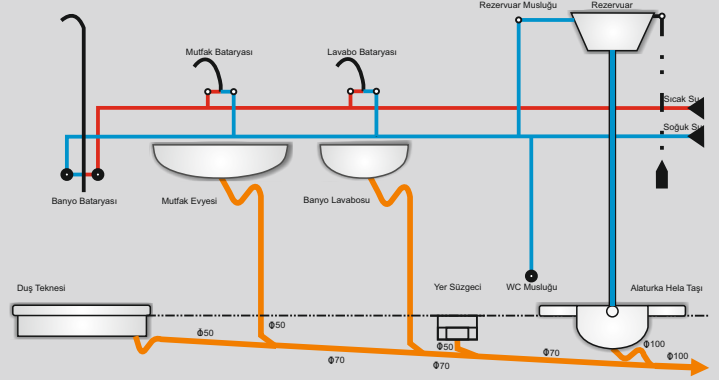 Rezervuar Musluğu
Rezervuar
Mutfak Bataryası
Lavabo Bataryası
Sıcak Su
Soğuk Su
Banyo Bataryası
Mutfak Evyesi
Banyo Lavabosu
Duş Teknesi
Yer Süzgeci
WC Musluğu
Alaturka Hela Taşı
Φ50
Φ50
Φ70
Φ50
Φ70
Φ70
Φ100
Φ100